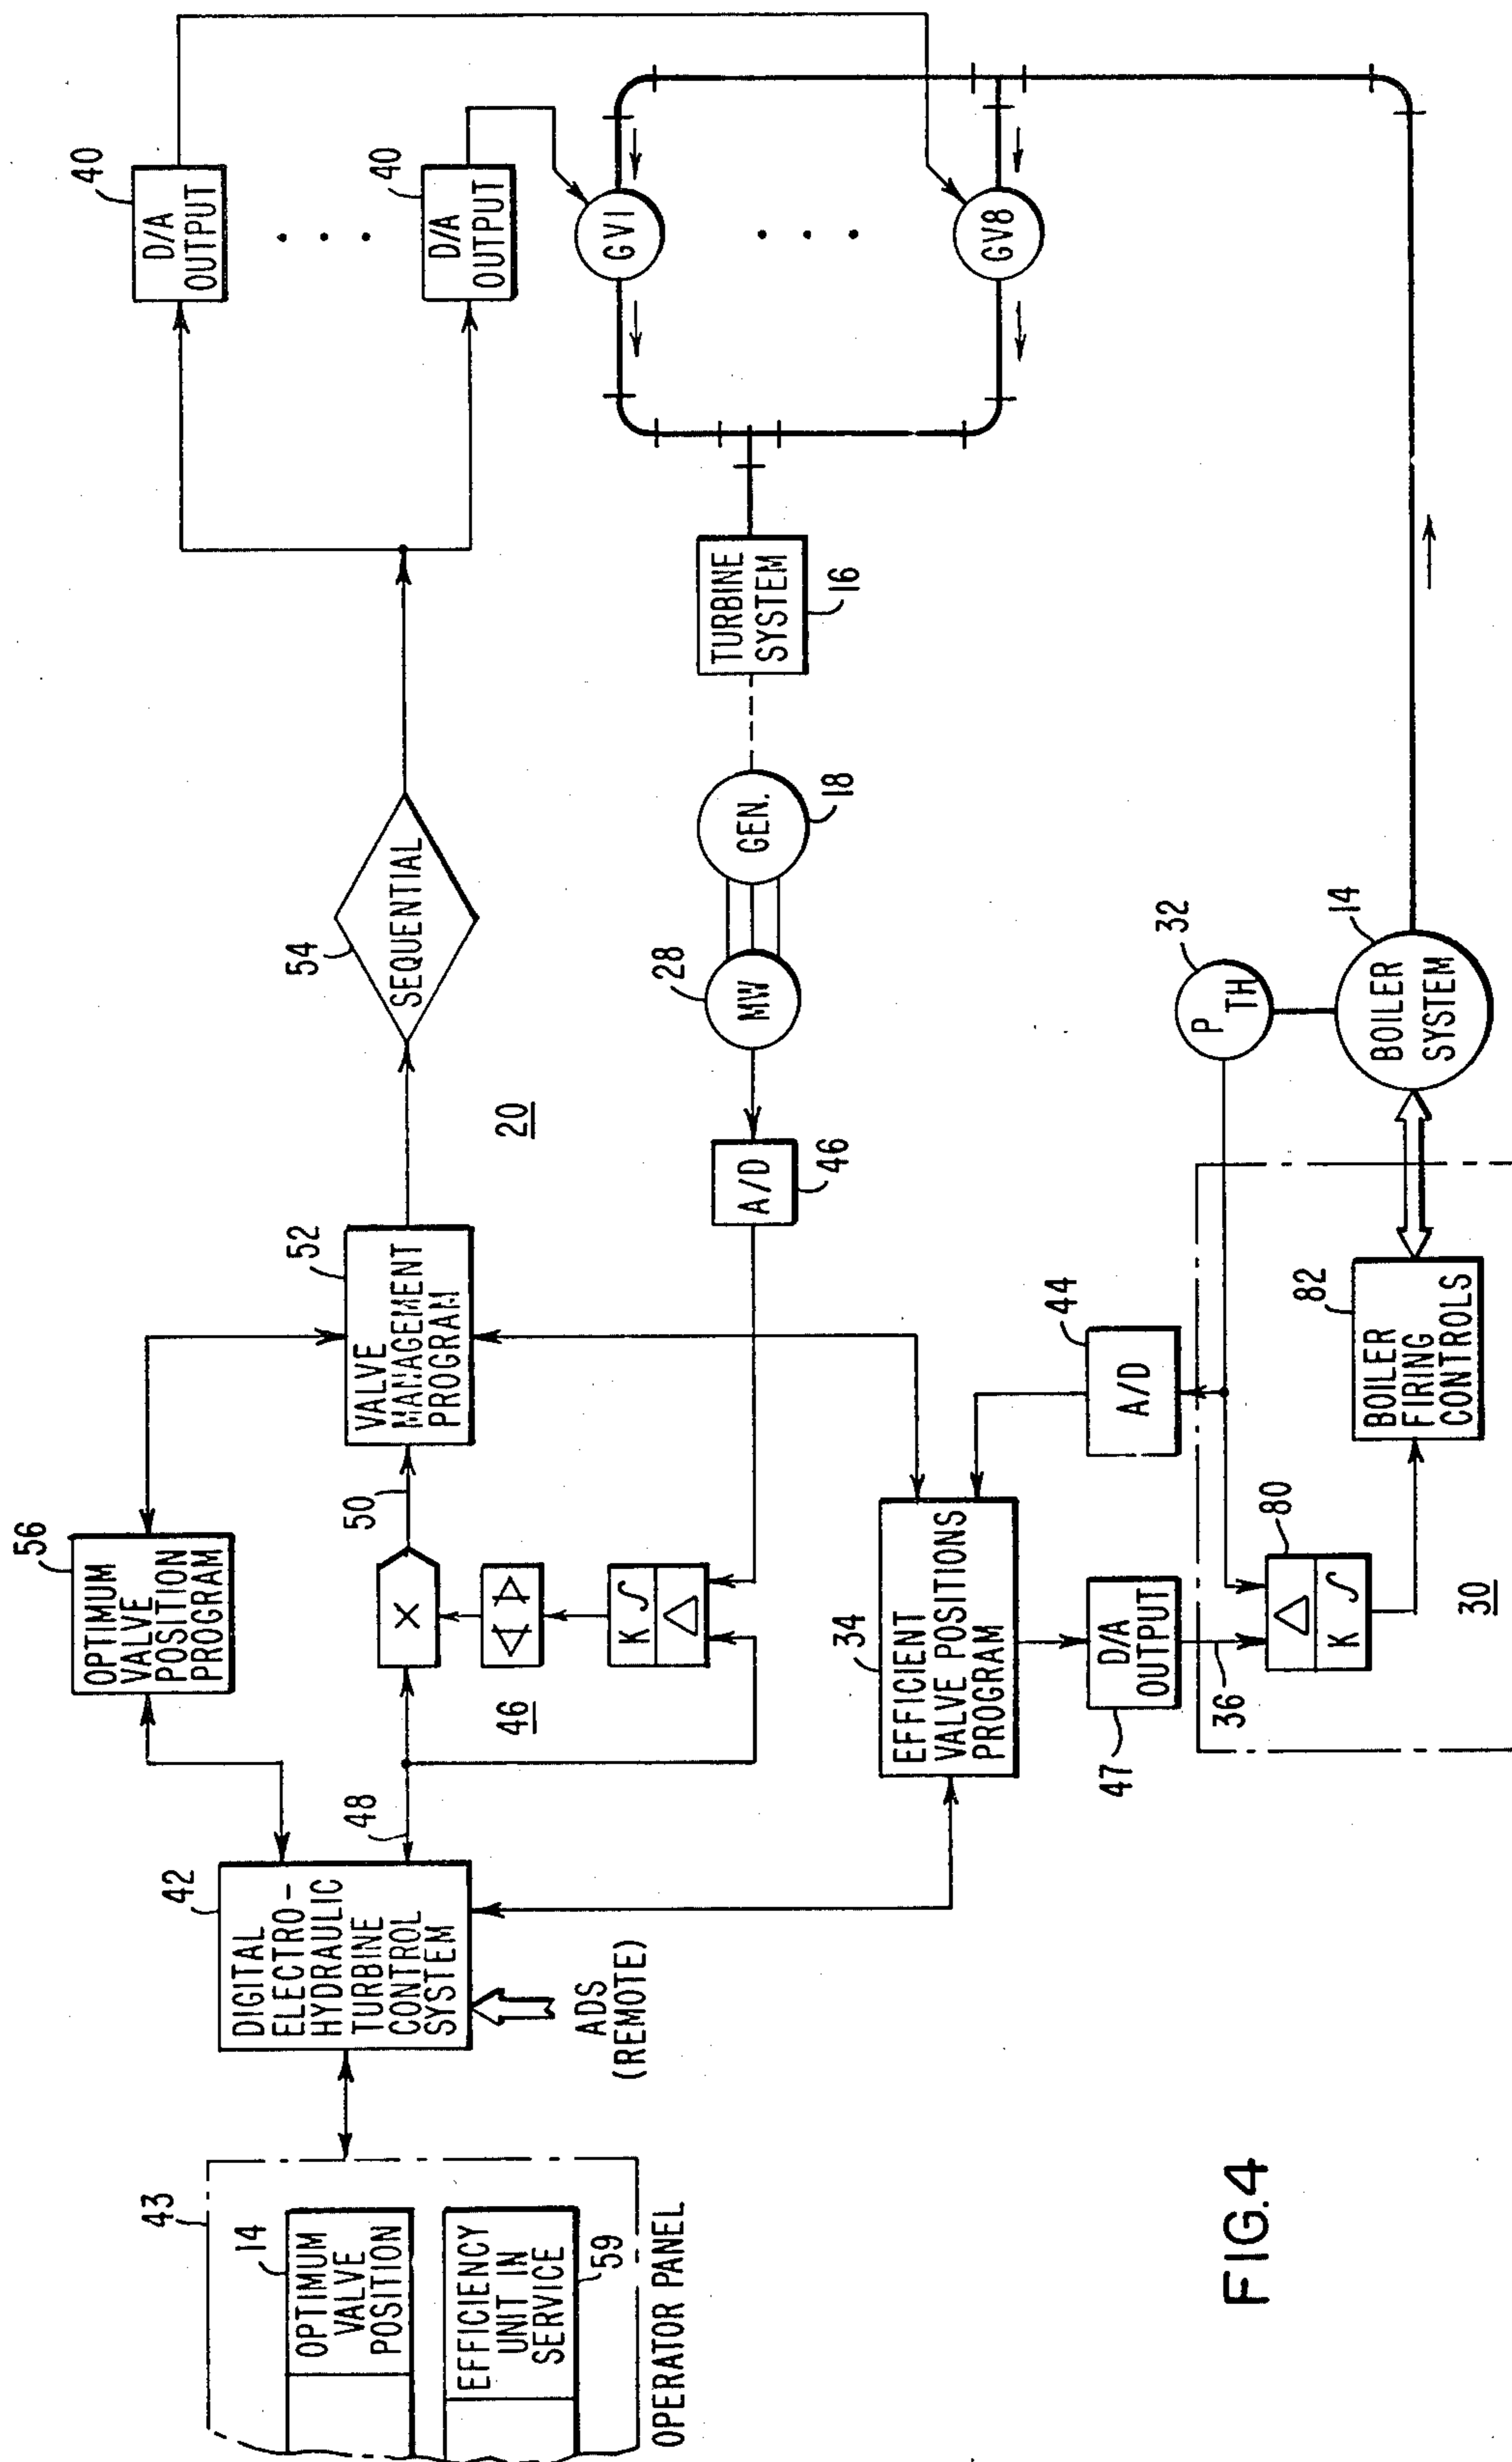 43
14
OPTIMUM
VALVE
POSITION
EFFICIENCY
UNIT IN
SERVICE
59
OPERATOR PANEL
42
DIGITAL
ELECTRO-
HYDRAULIC
TURBINE
CONTROL
SYSTEM
ADS
(REMOTE)
48
56
OPTIMUM
VALVE
POSITION
PROGRAM
X
50
46
K ∫
Δ
52
VALVE
MANAGEMENT
PROGRAM
20
54
SEQUENTIAL
40
D/A
OUTPUT
40
D/A
OUTPUT
GV1
GV8
TURBINE
SYSTEM
16
GEN.
18
28
MW
A/D
46
34
EFFICIENT
VALVE POSITIONS
PROGRAM
44
A/D
47
D/A
OUTPUT
36
80
Δ
K ∫
30
82
BOILER
FIRING
CONTROLS
32
P TH
14
BOILER
SYSTEM
FIG.4